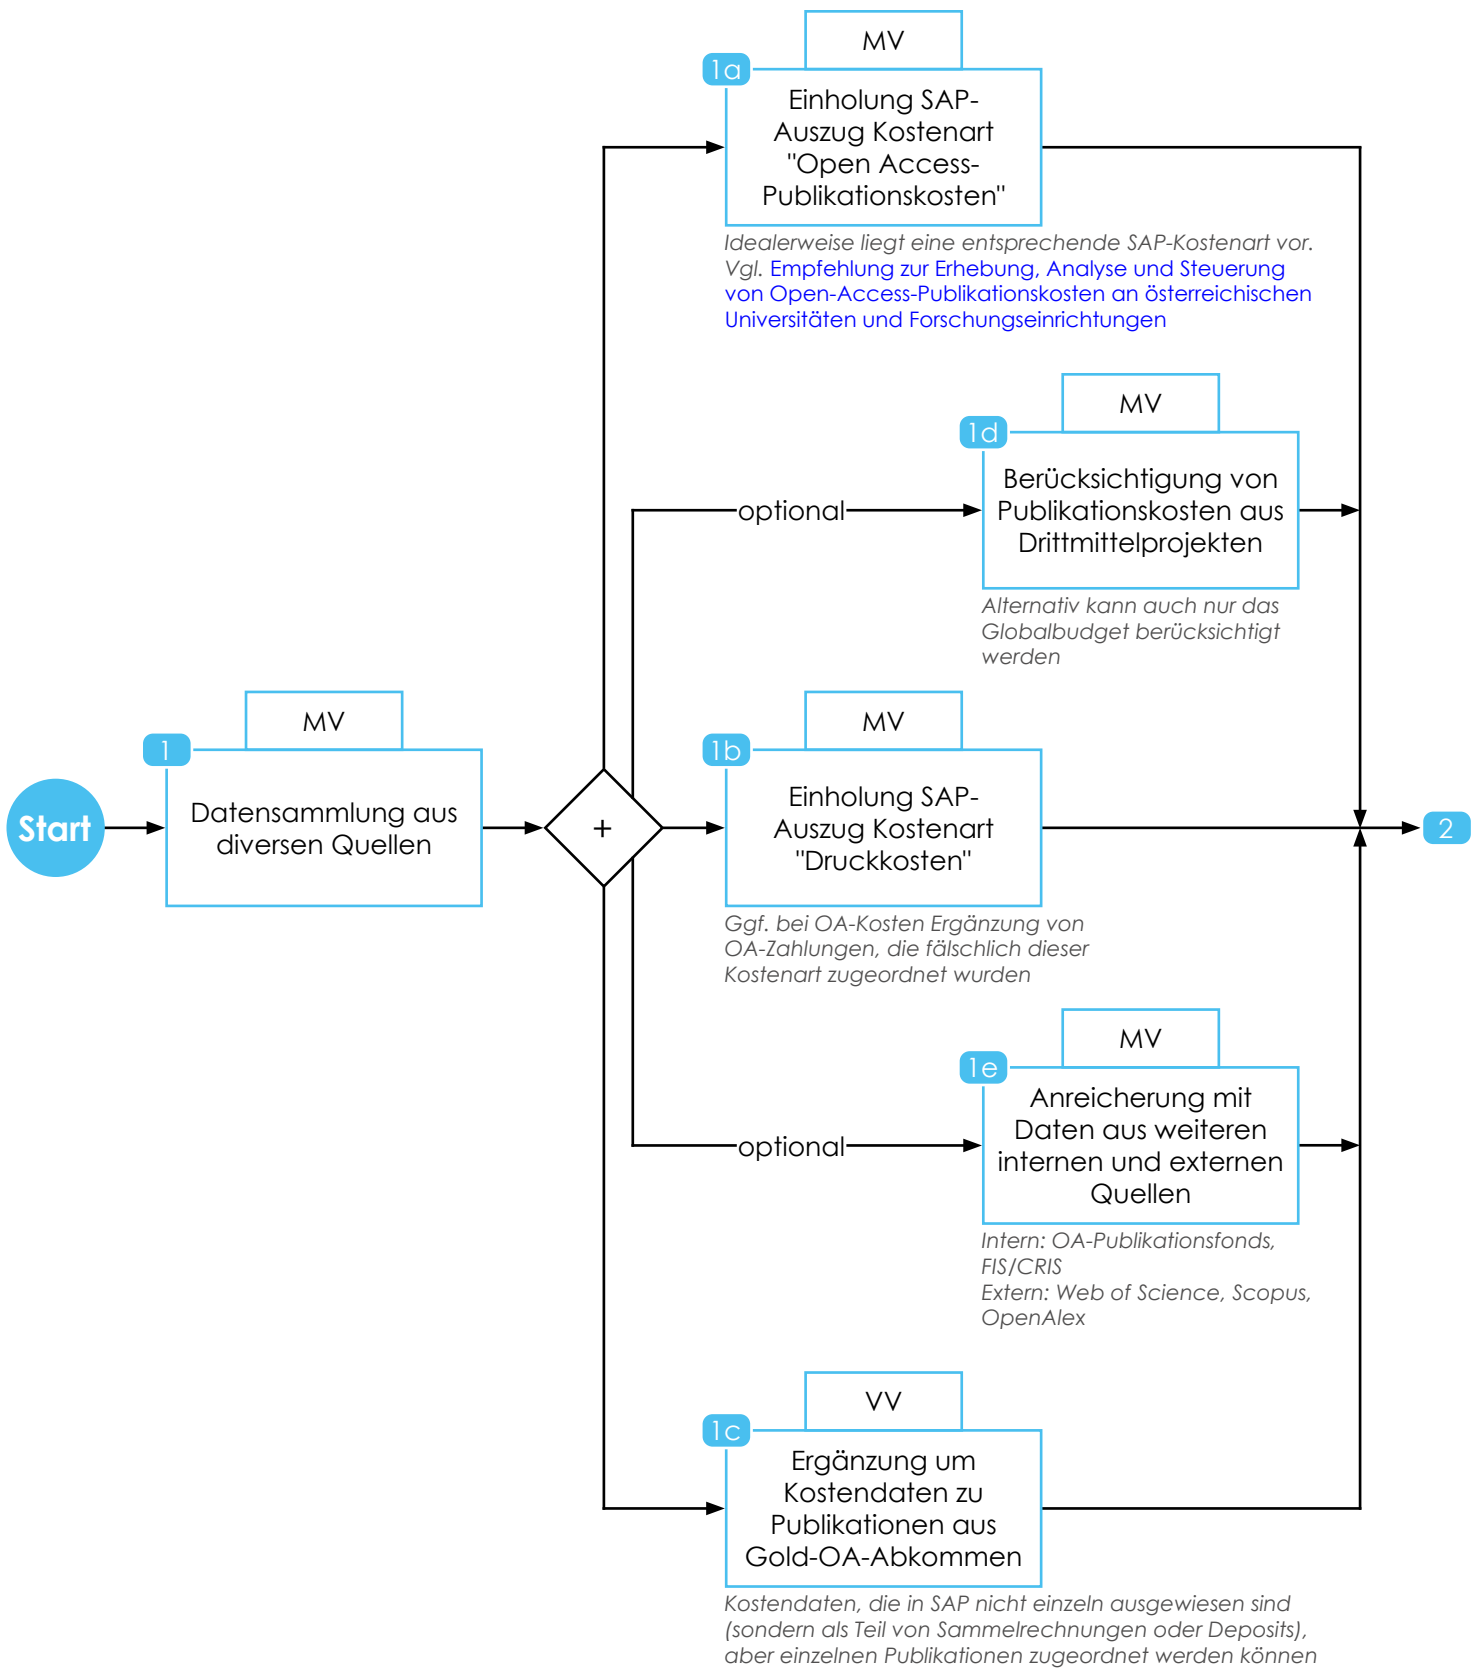 Start
1
MV
Datensammlung aus
diversen Quellen
+
1a
MV
Einholung SAP-
Auszug Kostenart
"Open Access-
Publikationskosten"
Idealerweise liegt eine entsprechende SAP-Kostenart vor.
Vgl. Empfehlung zur Erhebung, Analyse und Steuerung
von Open-Access-Publikationskosten an österreichischen
Universitäten und Forschungseinrichtungen
optional
1d
MV
Berücksichtigung von
Publikationskosten aus
Drittmittelprojekten
Alternativ kann auch nur das
Globalbudget berücksichtigt
werden
1b
MV
Einholung SAP-
Auszug Kostenart
"Druckkosten"
Ggf. bei OA-Kosten Ergänzung von
OA-Zahlungen, die fälschlich dieser
Kostenart zugeordnet wurden
2
optional
1e
MV
Anreicherung mit
Daten aus weiteren
internen und externen
Quellen
Intern: OA-Publikationsfonds,
FIS/CRIS
Extern: Web of Science, Scopus,
OpenAlex
1c
VV
Ergänzung um
Kostendaten zu
Publikationen aus
Gold-OA-Abkommen
Kostendaten, die in SAP nicht einzeln ausgewiesen sind
(sondern als Teil von Sammelrechnungen oder Deposits),
aber einzelnen Publikationen zugeordnet werden können